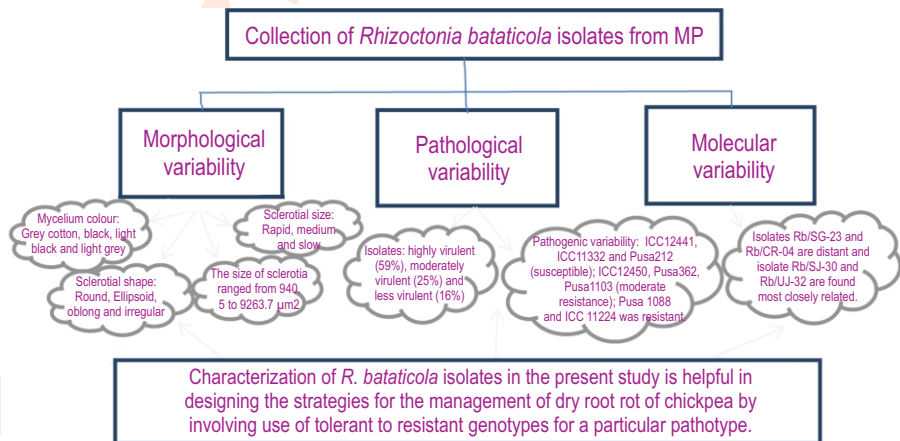 Collection of Rhizoctonia bataticola isolates from MP
Morphological
variability
Pathological
variability
Molecular
variability
Mycelium colour:
Grey cotton, black, light
black and light grey
Sclerotial size:
Rapid, medium
and slow
Sclerotial shape:
Round, Ellipsoid,
oblong and irregular
The size of sclerotia
ranged from 940.
5 to 9263.7 µm2
Isolates: highly virulent
(59%), moderately
virulent (25%) and
less virulent (16%)
Pathogenic variability: ICC12441,
ICC11332 and Pusa212
(susceptible); ICC12450, Pusa362,
Pusa1103 (moderate
resistance); Pusa 1088
and ICC 11224 was resistant
Isolates Rb/SG-23 and
Rb/CR-04 are distant and
isolate Rb/SJ-30 and
Rb/UJ-32 are found
most closely related.
Characterization of R. bataticola isolates in the present study is helpful in
designing the strategies for the management of dry root rot of chickpea by
involving use of tolerant to resistant genotypes for a particular pathotype.